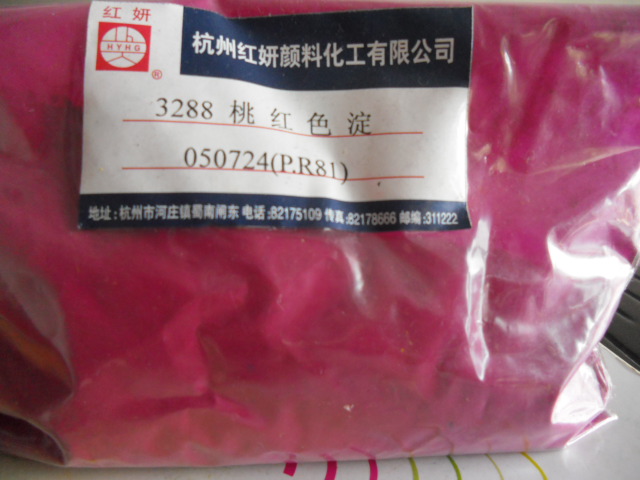 红妍
HYHG
®
杭州红妍颜料化工有限公司
3288 桃红色淀
050724(P.R81)
地址:杭州市河庄镇蜀南闸东 电话:82175109 传真:82178666 邮编:311222